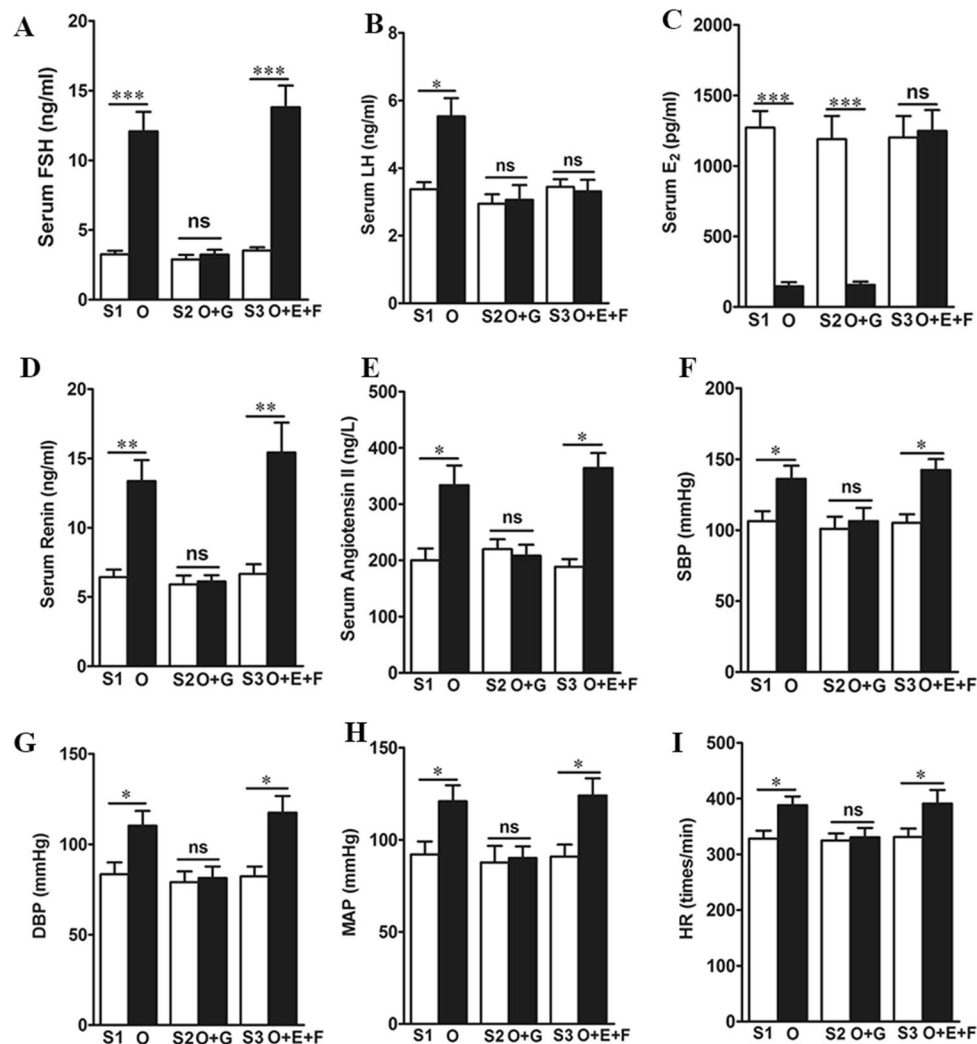 A
Serum FSH (ng/ml)
20
15
10
5
0
***
ns
***
S1 O S2 O+G S3 O+E+F
B
Serum LH (ng/ml)
8
6
4
2
0
*
ns
ns
S1 O S2 O+G S3 O+E+F
C
Serum E2 (pg/ml)
2000
1500
1000
500
0
***
***
ns
S1 O S2 O+G S3 O+E+F
D
Serum Renin (ng/ml)
20
15
10
5
0
**
ns
**
S1 O S2 O+G S3 O+E+F
E
Serum Angiotensin II (ng/L)
500
400
300
200
100
0
*
ns
*
S1 O S2 O+G S3 O+E+F
F
SBP (mmHg)
200
150
100
50
0
*
ns
*
S1 O S2 O+G S3 O+E+F
G
DBP (mmHg)
150
100
50
0
*
ns
*
S1 O S2 O+G S3 O+E+F
H
MAP (mmHg)
150
100
50
0
*
ns
*
S1 O S2 O+G S3 O+E+F
I
HR (times/min)
500
400
300
200
100
0
*
ns
*
S1 O S2 O+G S3 O+E+F